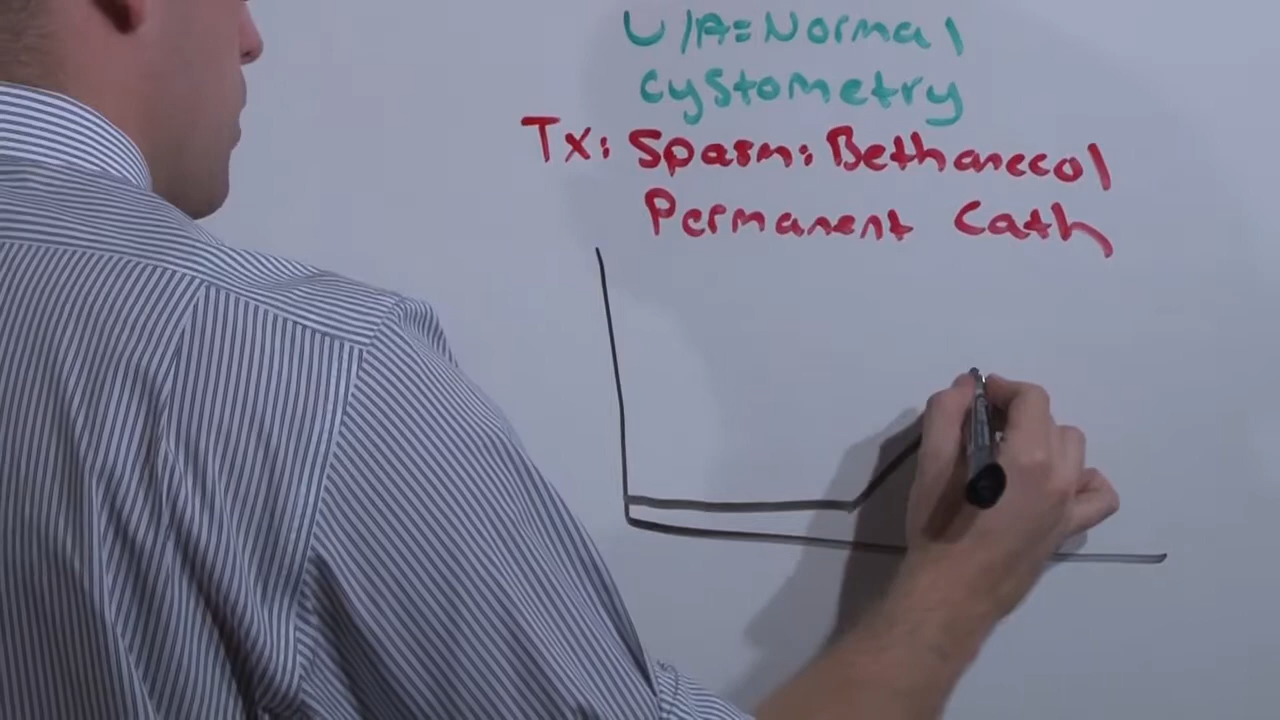 U/A=Normal
Cystometry
Tx: Spasm: Bethanecol
Permanent Cath